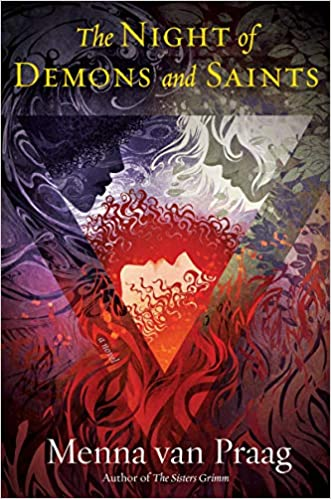 The NIGHT of
DEMONS and SAINTS
a novel
Menna van Praag
Author of The Sisters Grimm